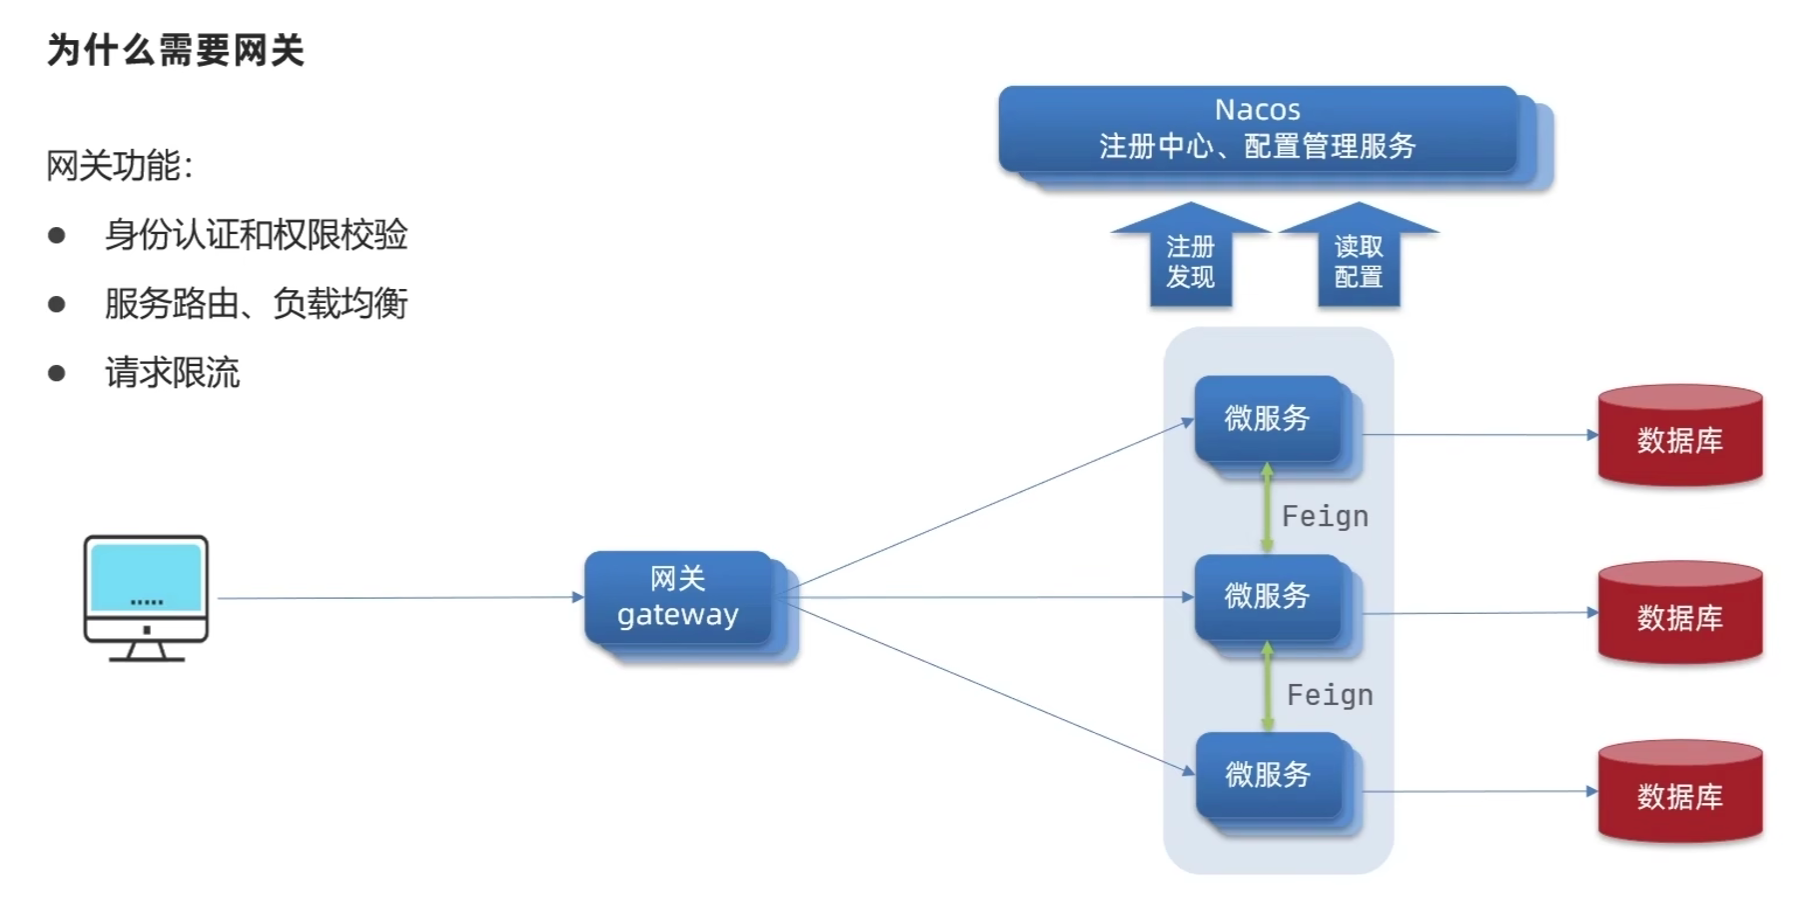 为什么需要网关
网关功能：
身份认证和权限校验
服务路由、负载均衡
请求限流
Nacos
注册中心、配置管理服务
注册
发现
读取
配置
网关
gateway
微服务
Feign
微服务
Feign
微服务
数据库
数据库
数据库